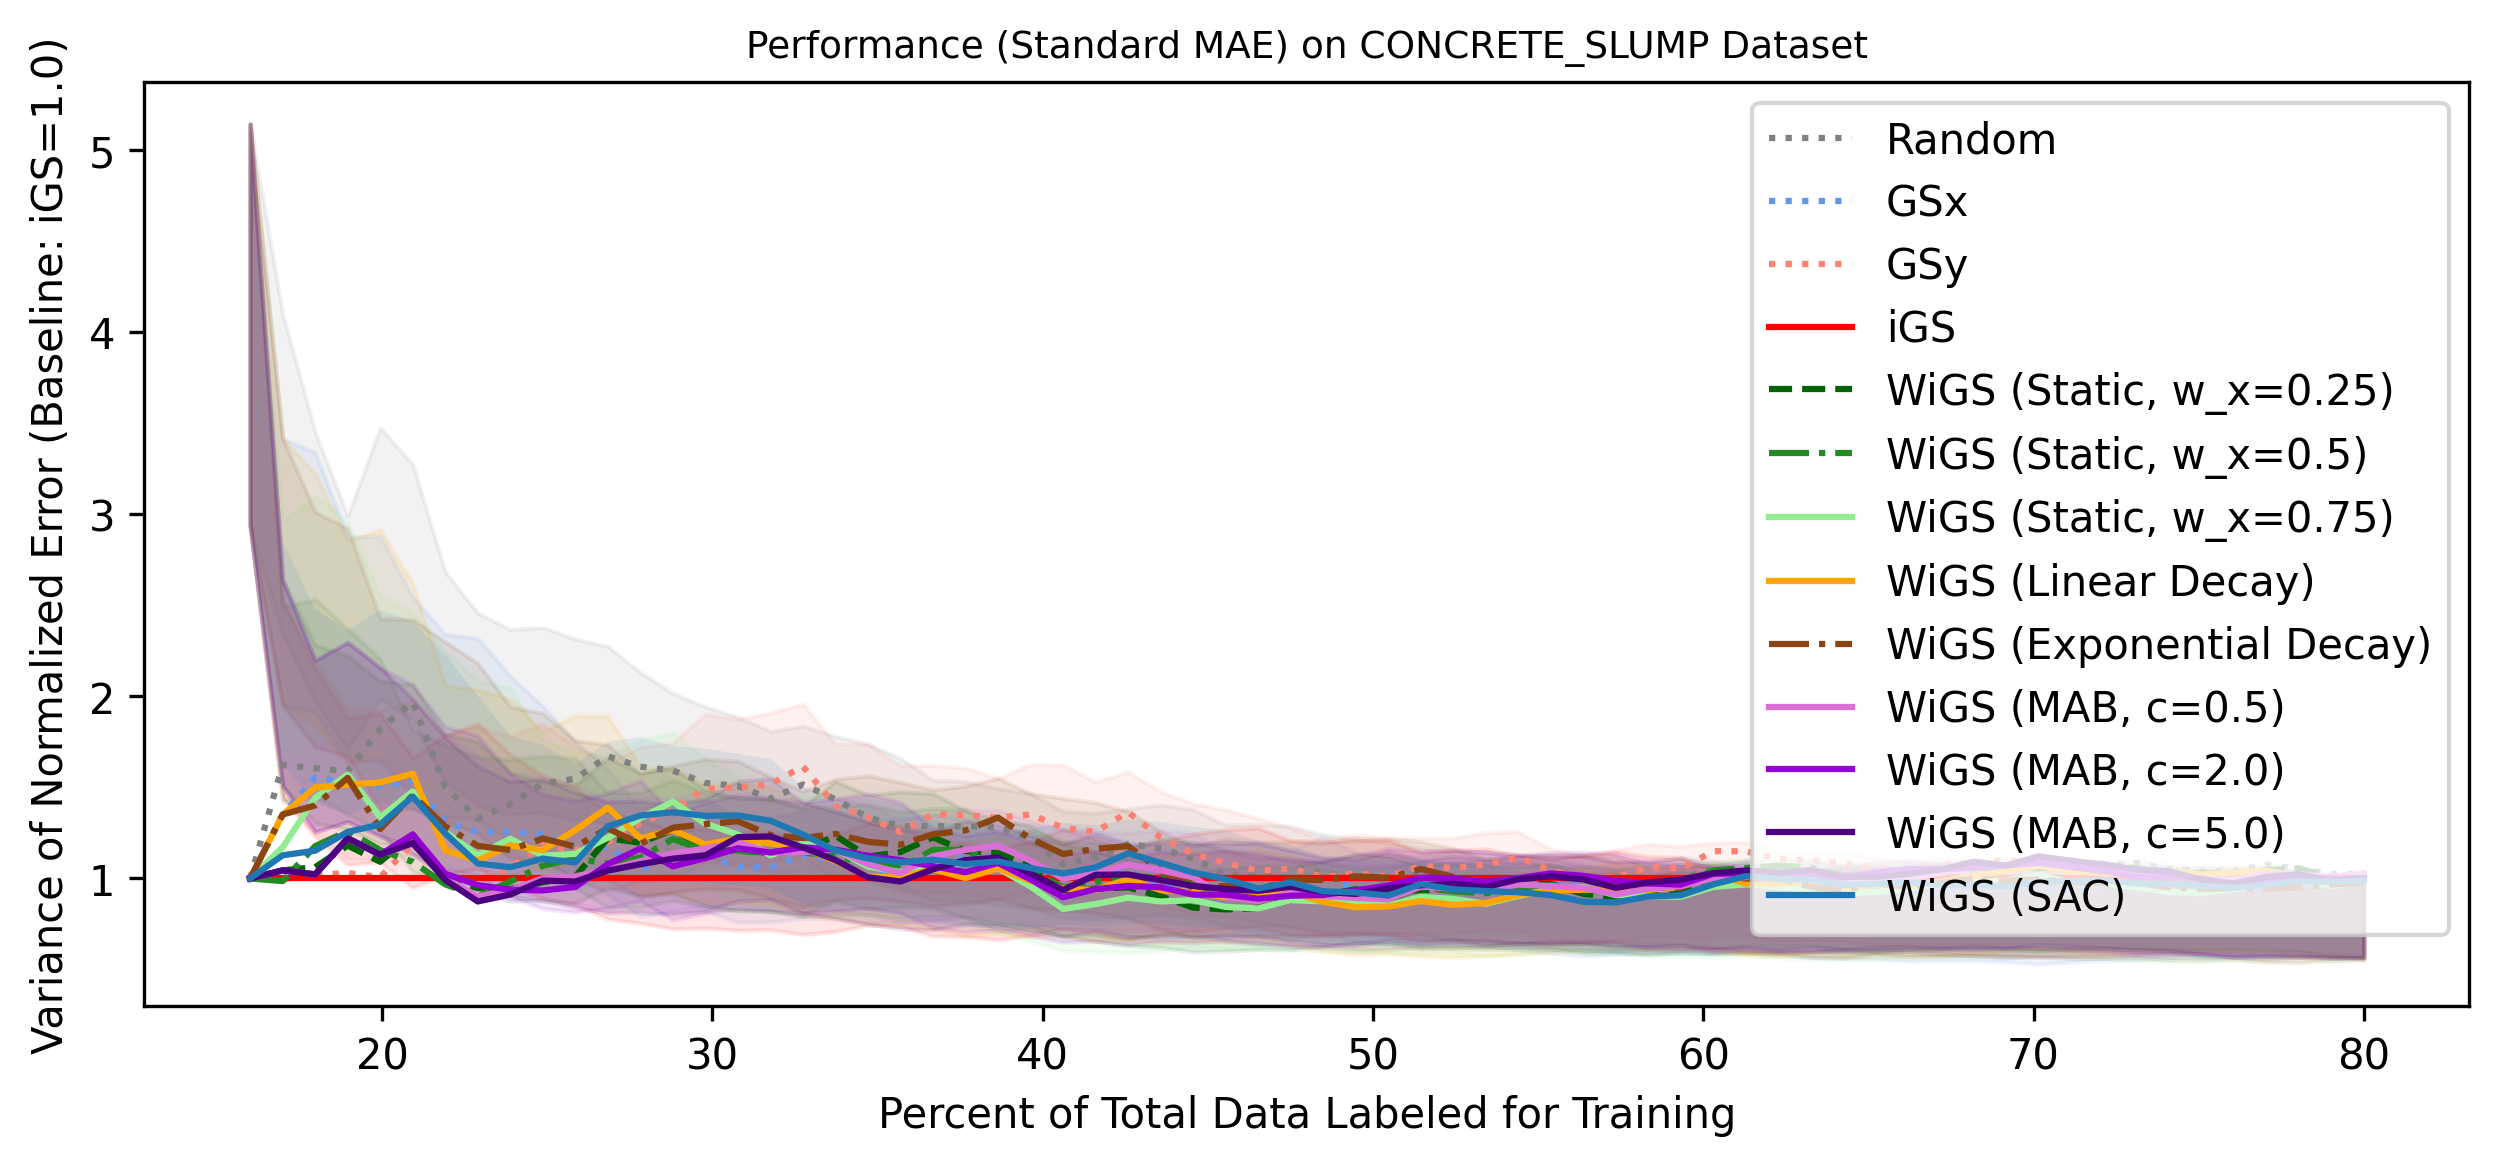 Performance (Standard MAE) on CONCRETE_SLUMP Dataset
Variance of Normalized Error (Baseline: iGS=1.0)
5
4
3
2
1
Random
GSx
GSy
iGS
WiGS (Static, w_x=0.25)
WiGS (Static, w_x=0.5)
WiGS (Static, w_x=0.75)
WiGS (Linear Decay)
WiGS (Exponential Decay)
WiGS (MAB, c=0.5)
WiGS (MAB, c=2.0)
WiGS (MAB, c=5.0)
WiGS (SAC)
20 30 40 50 60 70 80
Percent of Total Data Labeled for Training